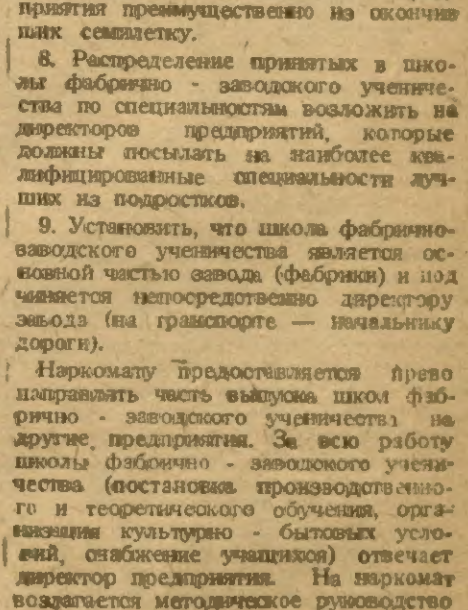 приятия преимущественно из окончив
ших семилетку.
8. Распределение принятых в шко-
лы фабрично - заводского учениче-
ства по специальностям возложить на
директоров предприятий, которые
должны посылать на наиболее ква-
лифицированные специальности луч-
ших из подростков.
9. Установить, что школа фабрично-
заводского ученичества является ос-
новной частью завода (фабрики) и под
чиняется непосредственно директору
завода (на транспорте — начальнику
дороги).
Наркомату предоставляется право
направлять часть выпуска школ фаб-
рично - заводского ученичества на
другие предприятия. За всю работу
школы фабрично - заводского учени-
чества (постановка производственно-
го и теоретического обучения, орга-
низация культурно - бытовых усло-
вий, снабжение учащихся) отвечает
директор предприятия. На наркомат
возлагается методическое руководство